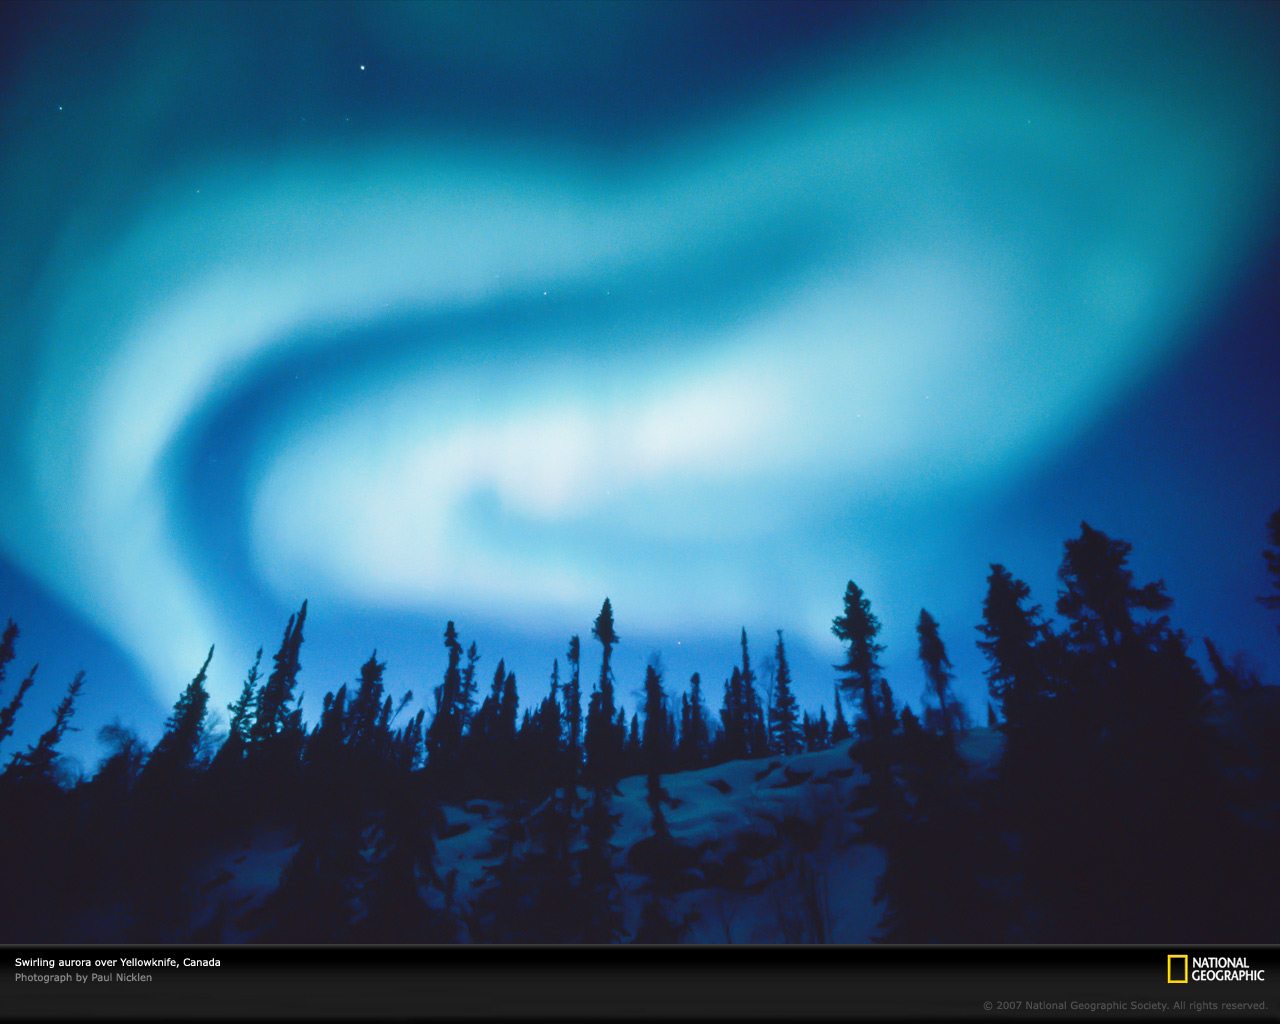 Swirling aurora over Yellowknife, Canada
Photograph by Paul Nicklen
NATIONAL
GEOGRAPHIC
© 2007 National Geographic Society. All rights reserved.